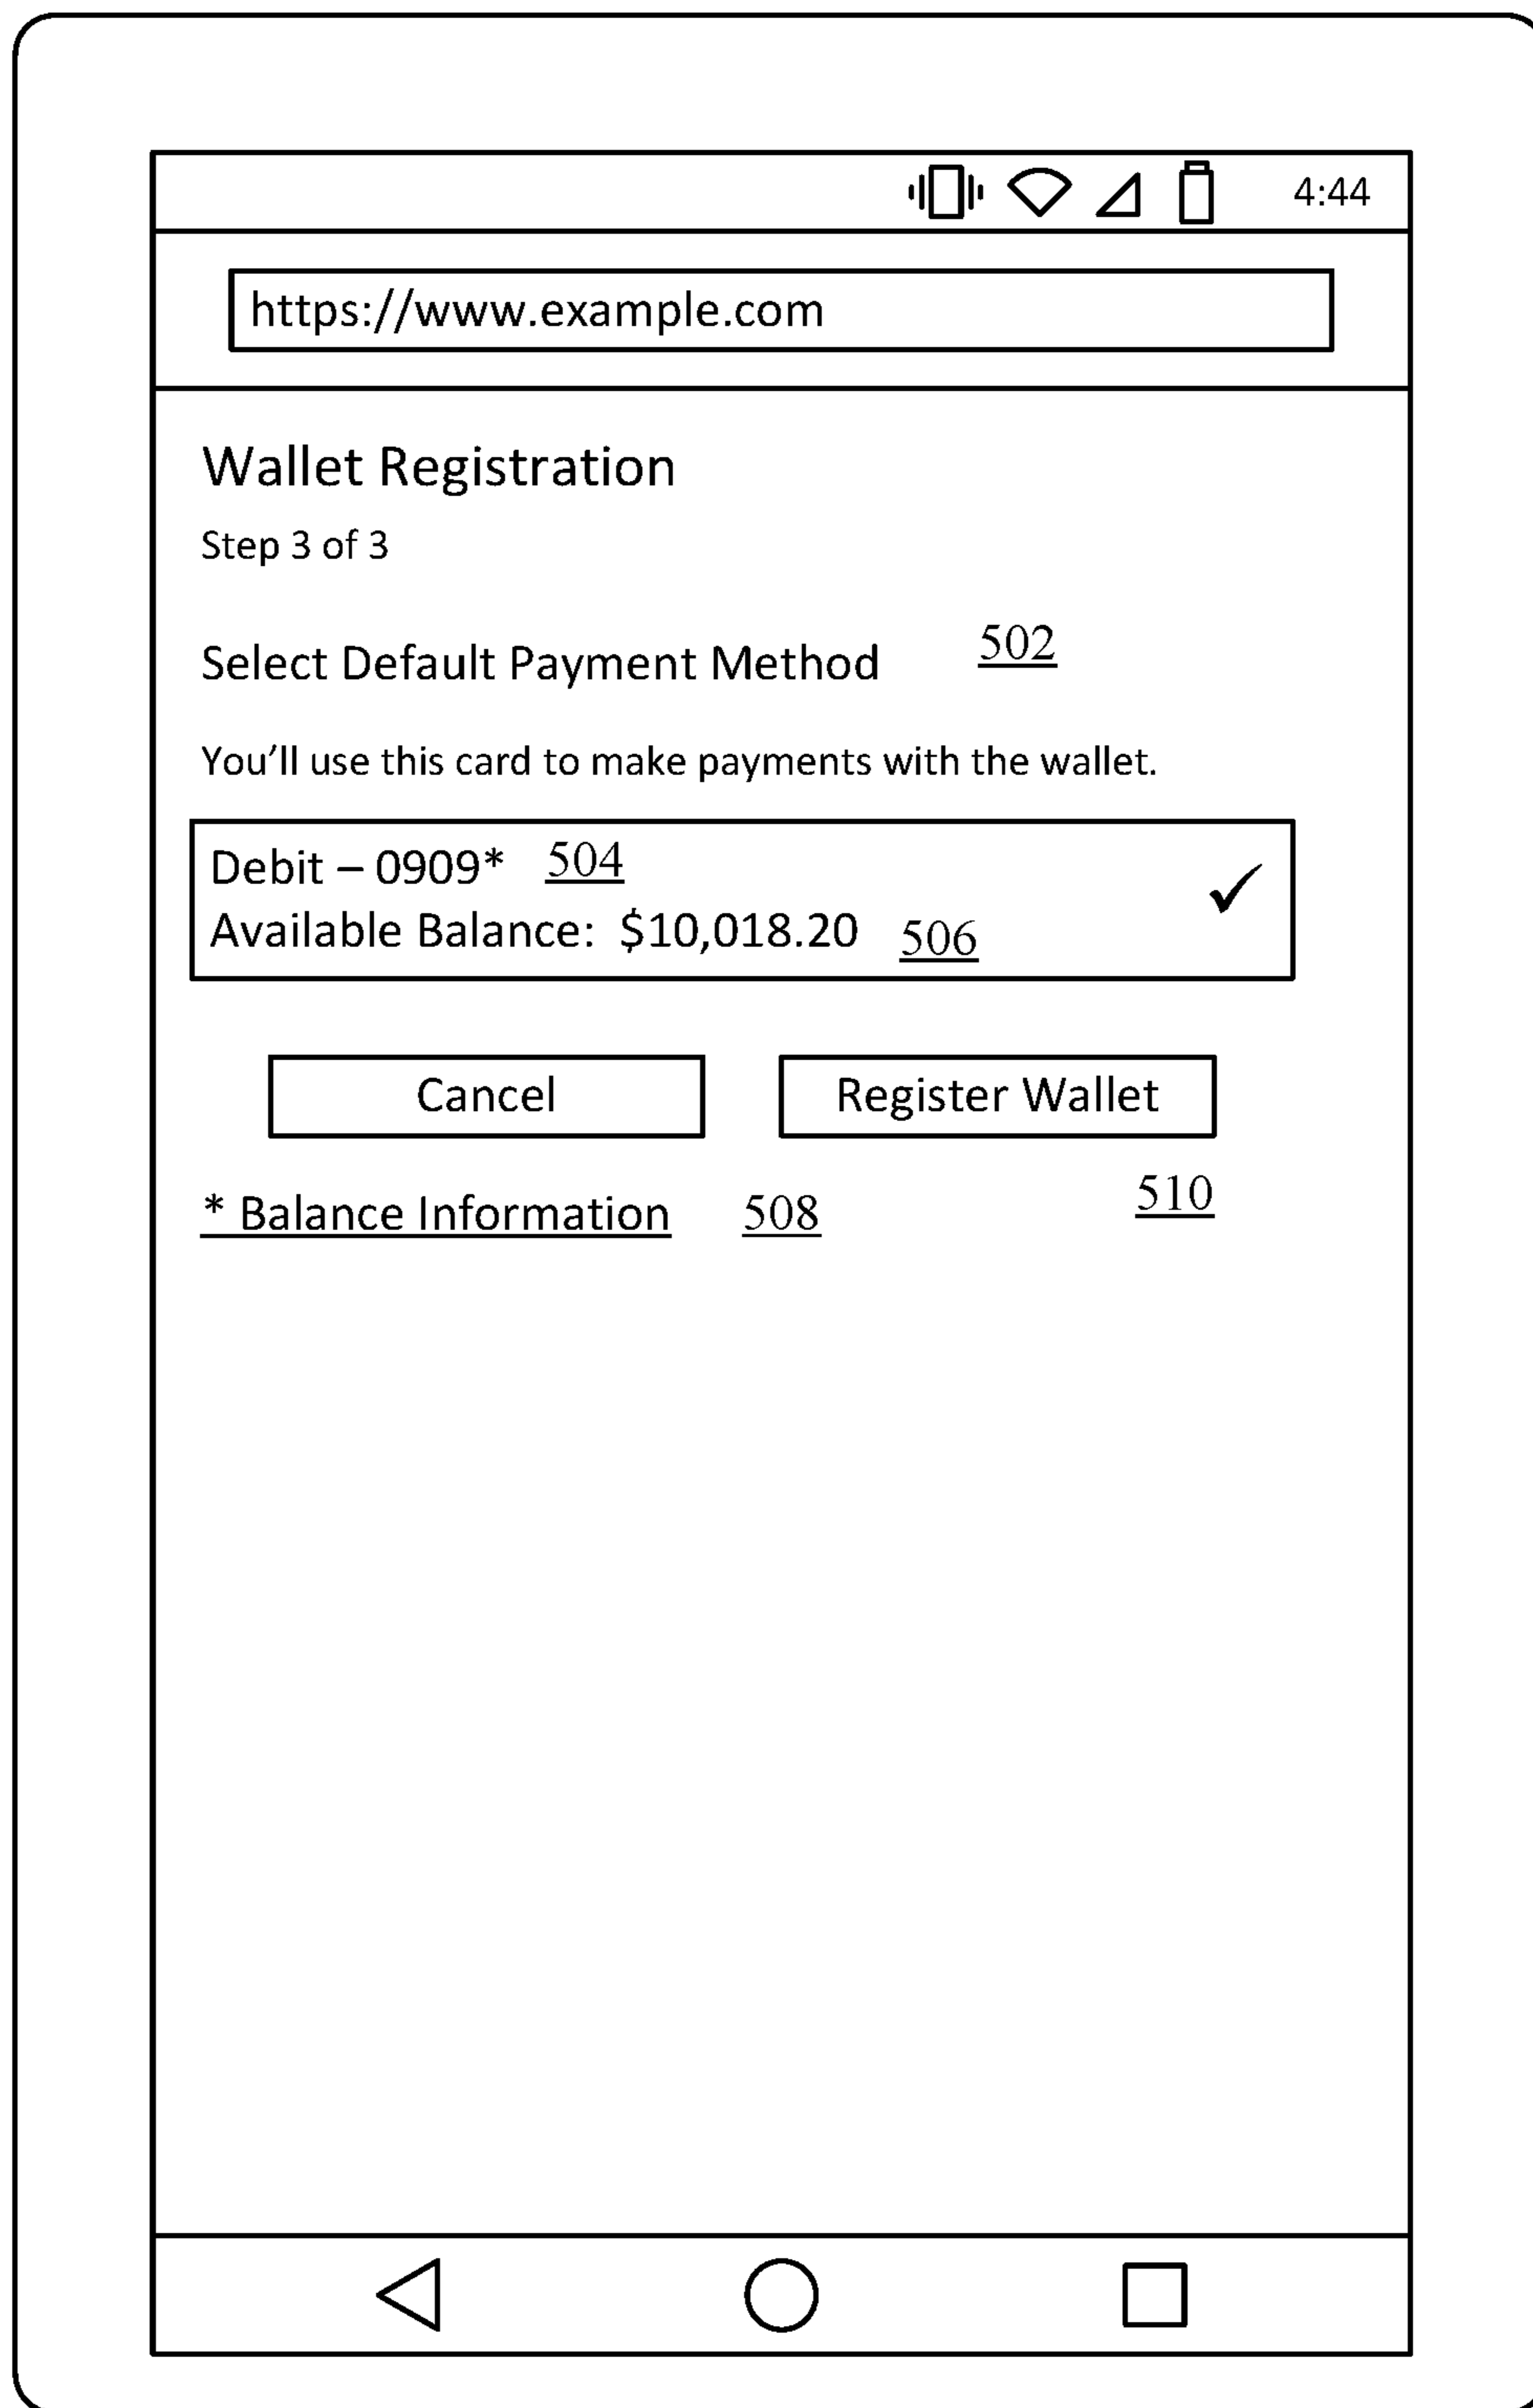 4:44
https://www.example.com
Wallet Registration
Step 3 of 3
Select Default Payment Method 502
You'll use this card to make payments with the wallet.
Debit – 0909* 504
Available Balance: $10,018.20 506
Cancel Register Wallet
* Balance Information 508 510